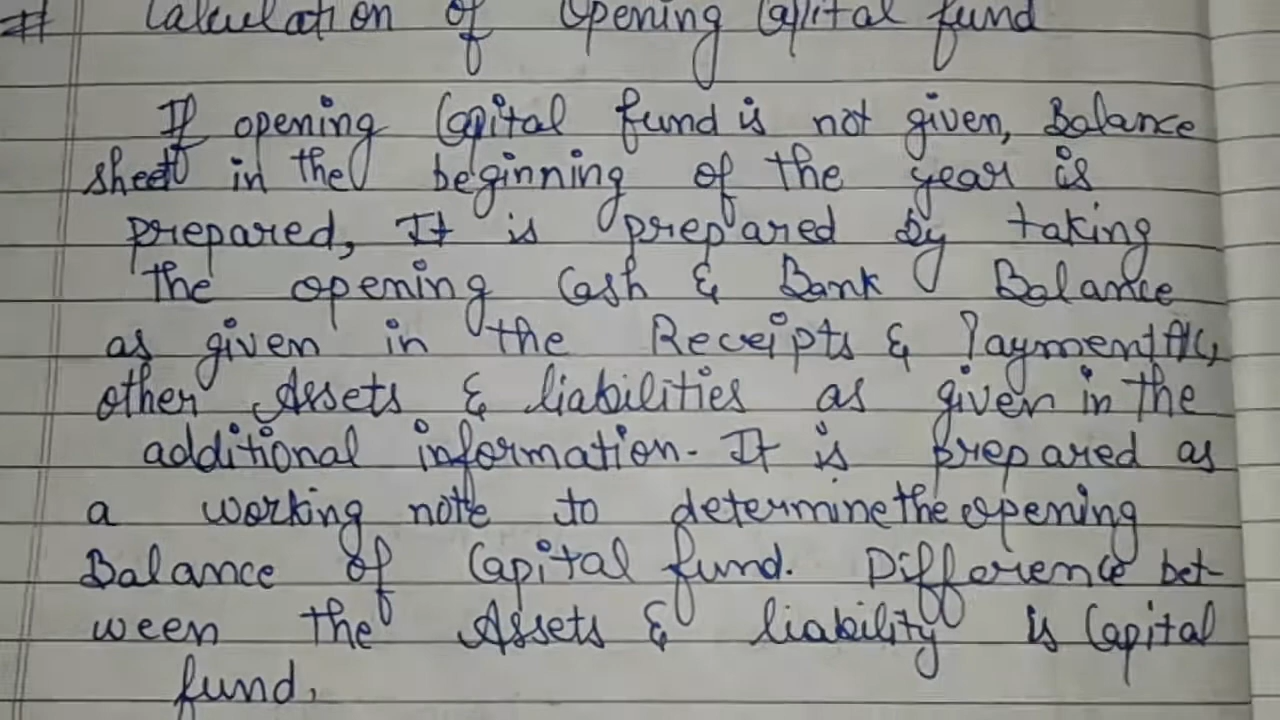 # Calculation of Opening Capital fund
If opening Capital fund is not given, Balance
sheet in the beginning of the year is
prepared, It is prepared by taking
the opening Cash & Bank Balance
as given in the Receipts & Payment A/c,
other Assets & liabilities as given in the
additional information. It is prepared as
a working note to determine the opening
Balance of Capital fund. Difference bet-
ween the Assets & liability is Capital
fund.